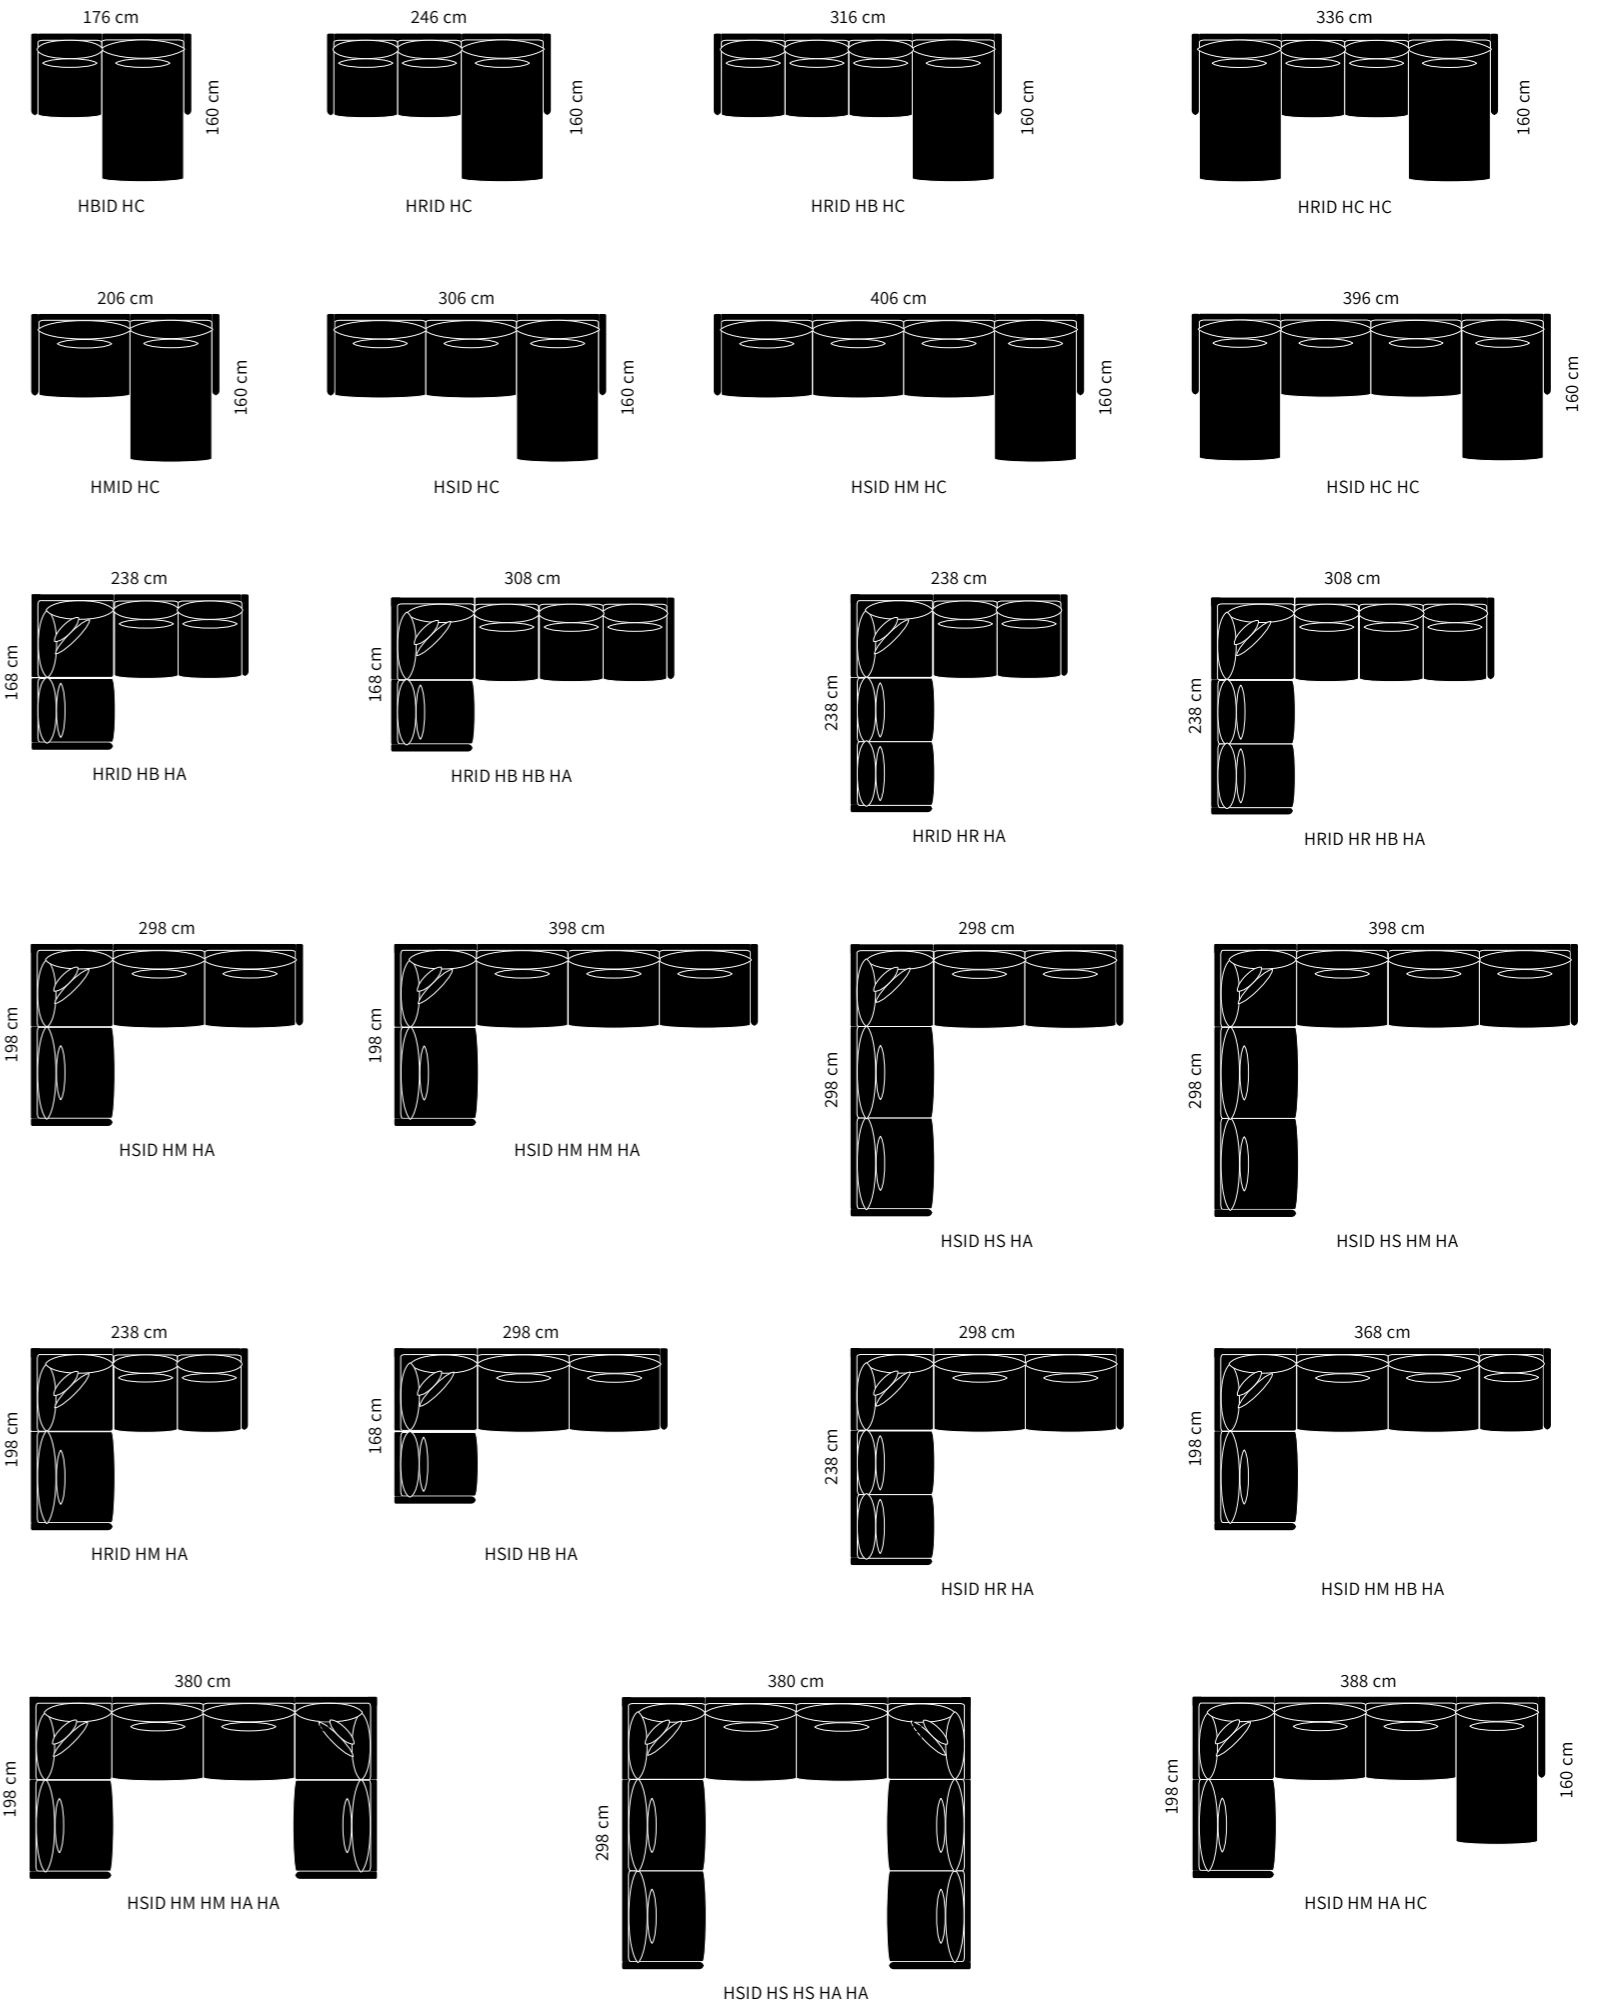 176 cm
246 cm
316 cm
336 cm
160 cm
160 cm
160 cm
160 cm
HBID HC
HRID HC
HRID HB HC
HRID HC HC
206 cm
306 cm
406 cm
396 cm
160 cm
160 cm
160 cm
160 cm
HMID HC
HSID HC
HSID HM HC
HSID HC HC
238 cm
308 cm
238 cm
308 cm
168 cm
168 cm
238 cm
238 cm
HRID HB HA
HRID HB HB HA
HRID HR HA
HRID HR HB HA
298 cm
398 cm
298 cm
398 cm
198 cm
198 cm
298 cm
298 cm
HSID HM HA
HSID HM HM HA
HSID HS HA
HSID HS HM HA
238 cm
298 cm
298 cm
368 cm
198 cm
168 cm
238 cm
198 cm
HRID HM HA
HSID HB HA
HSID HR HA
HSID HM HB HA
380 cm
380 cm
388 cm
198 cm
298 cm
198 cm
160 cm
HSID HM HM HA HA
HSID HS HS HA HA
HSID HM HA HC